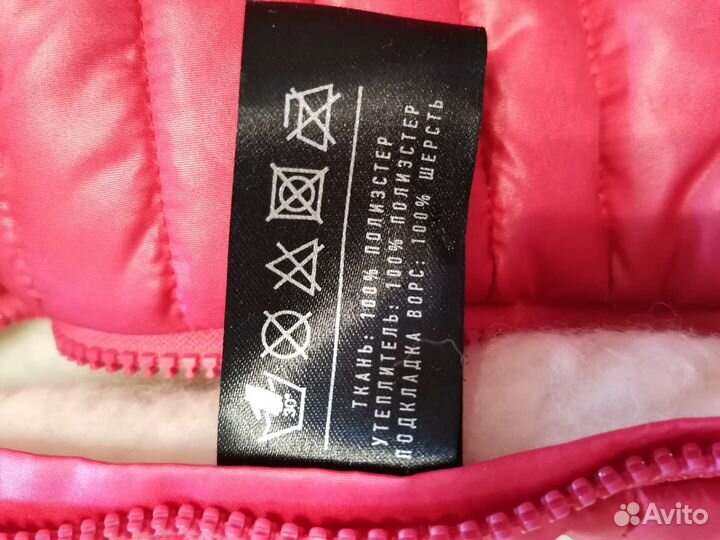 ТКАНЬ: 100% ПОЛИЭСТЕР
УТЕПЛИТЕЛЬ: 100% ПОЛИЭСТЕР
ПОДКЛАДКА ВОРС: 100% ШЕРСТЬ
30°
Avito